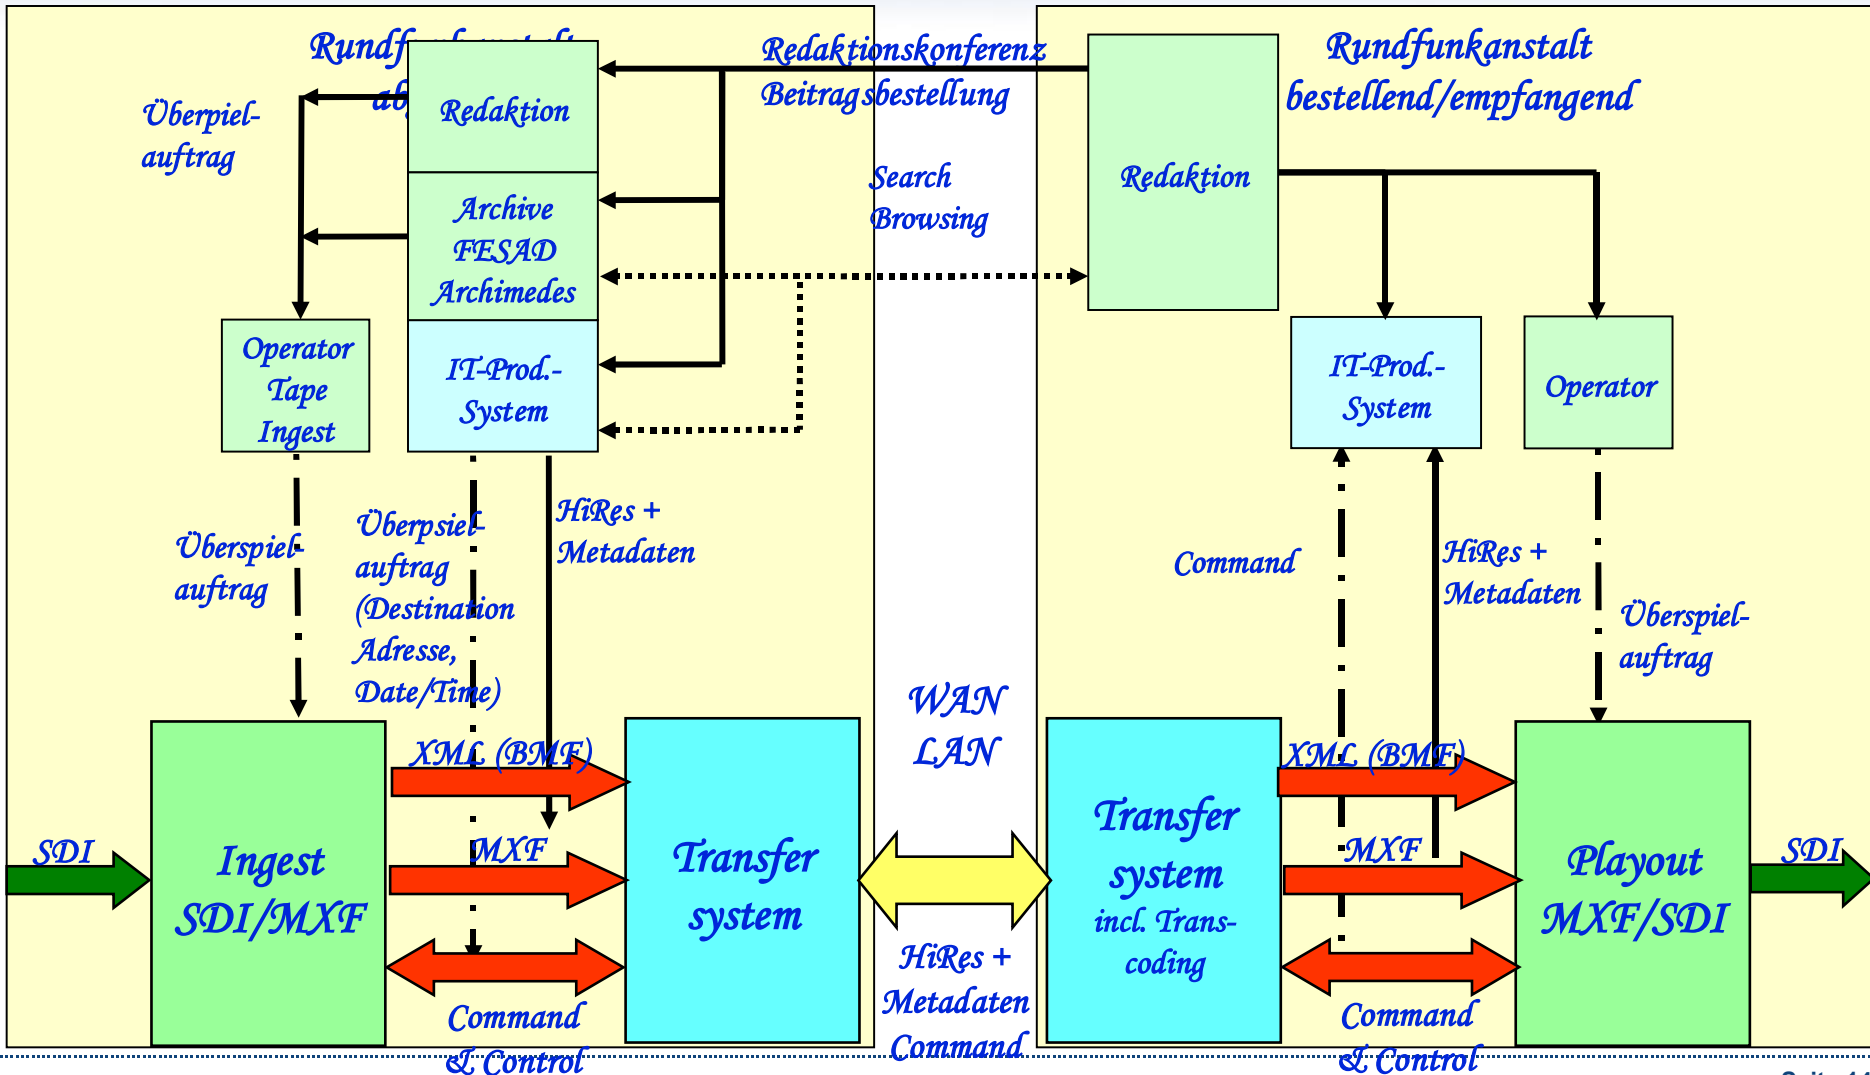 Überpiel-
auftrag
Redaktion
Archive
FESAD
Archimedes
IT-Prod.-
System
Operator
Tape
Ingest
Redaktionskonferenz
Beitragsbestellung
Search
Browsing
Rundfunkanstalt
bestellend/empfangend
Redaktion
IT-Prod.-
System
Operator
Überspiel-
auftrag
Überpsiel-
auftrag
(Destination
Adresse,
Date/Time)
HiRes +
Metadaten
Command
HiRes +
Metadaten
Überspiel-
auftrag
WAN
LAN
SDI
Ingest
SDI/MXF
XML (BMF)
MXF
Command
& Control
Transfer
system
HiRes +
Metadaten
Command
Transfer
system
incl. Trans-
coding
XML (BMF)
MXF
Command
& Control
Playout
MXF/SDI
SDI